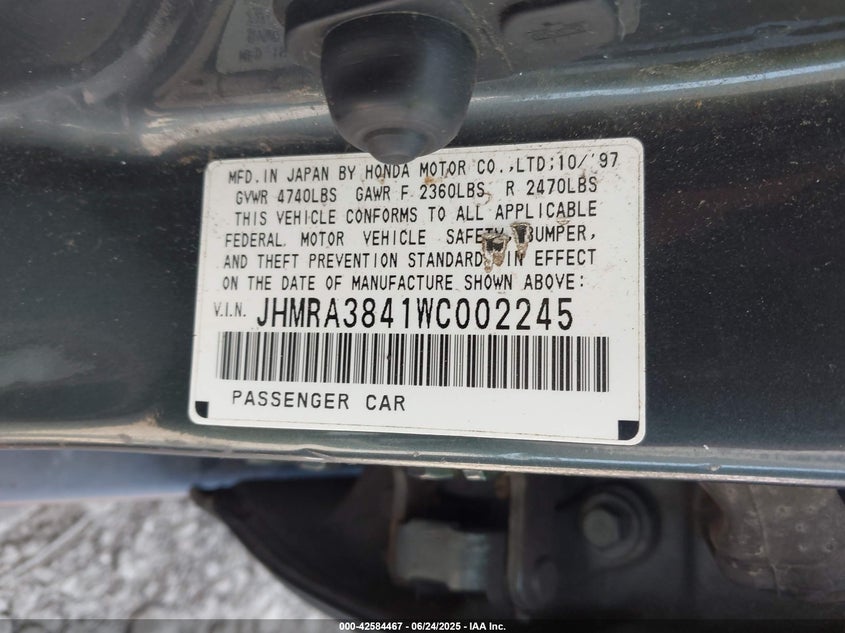 MFD. IN JAPAN BY HONDA MOTOR CO.,LTD;10/'97
GVWR 4740LBS GAWR F 2360LBS R 2470LBS
THIS VEHICLE CONFORMS TO ALL APPLICABLE
FEDERAL MOTOR VEHICLE SAFETY, BUMPER,
AND THEFT PREVENTION STANDARDS IN EFFECT
ON THE DATE OF MANUFACTURE SHOWN ABOVE:
V.I.N. JHMRA3841WC002245
PASSENGER CAR
000-42584467 - 06/24/2025 - IAA Inc.